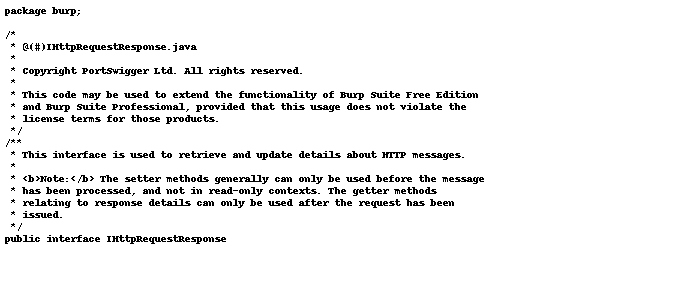 package burp;
/*
 * @(#)IHttpRequestResponse.java
 *
 * Copyright PortSwigger Ltd. All rights reserved.
 *
 * This code may be used to extend the functionality of Burp Suite Free Edition
 * and Burp Suite Professional, provided that this usage does not violate the
 * license terms for those products.
 */
/**
 * This interface is used to retrieve and update details about HTTP messages.
 *
 * <b>Note:</b> The setter methods generally can only be used before the message
 * has been processed, and not in read-only contexts. The getter methods
 * relating to response details can only be used after the request has been
 * issued.
 */
public interface IHttpRequestResponse